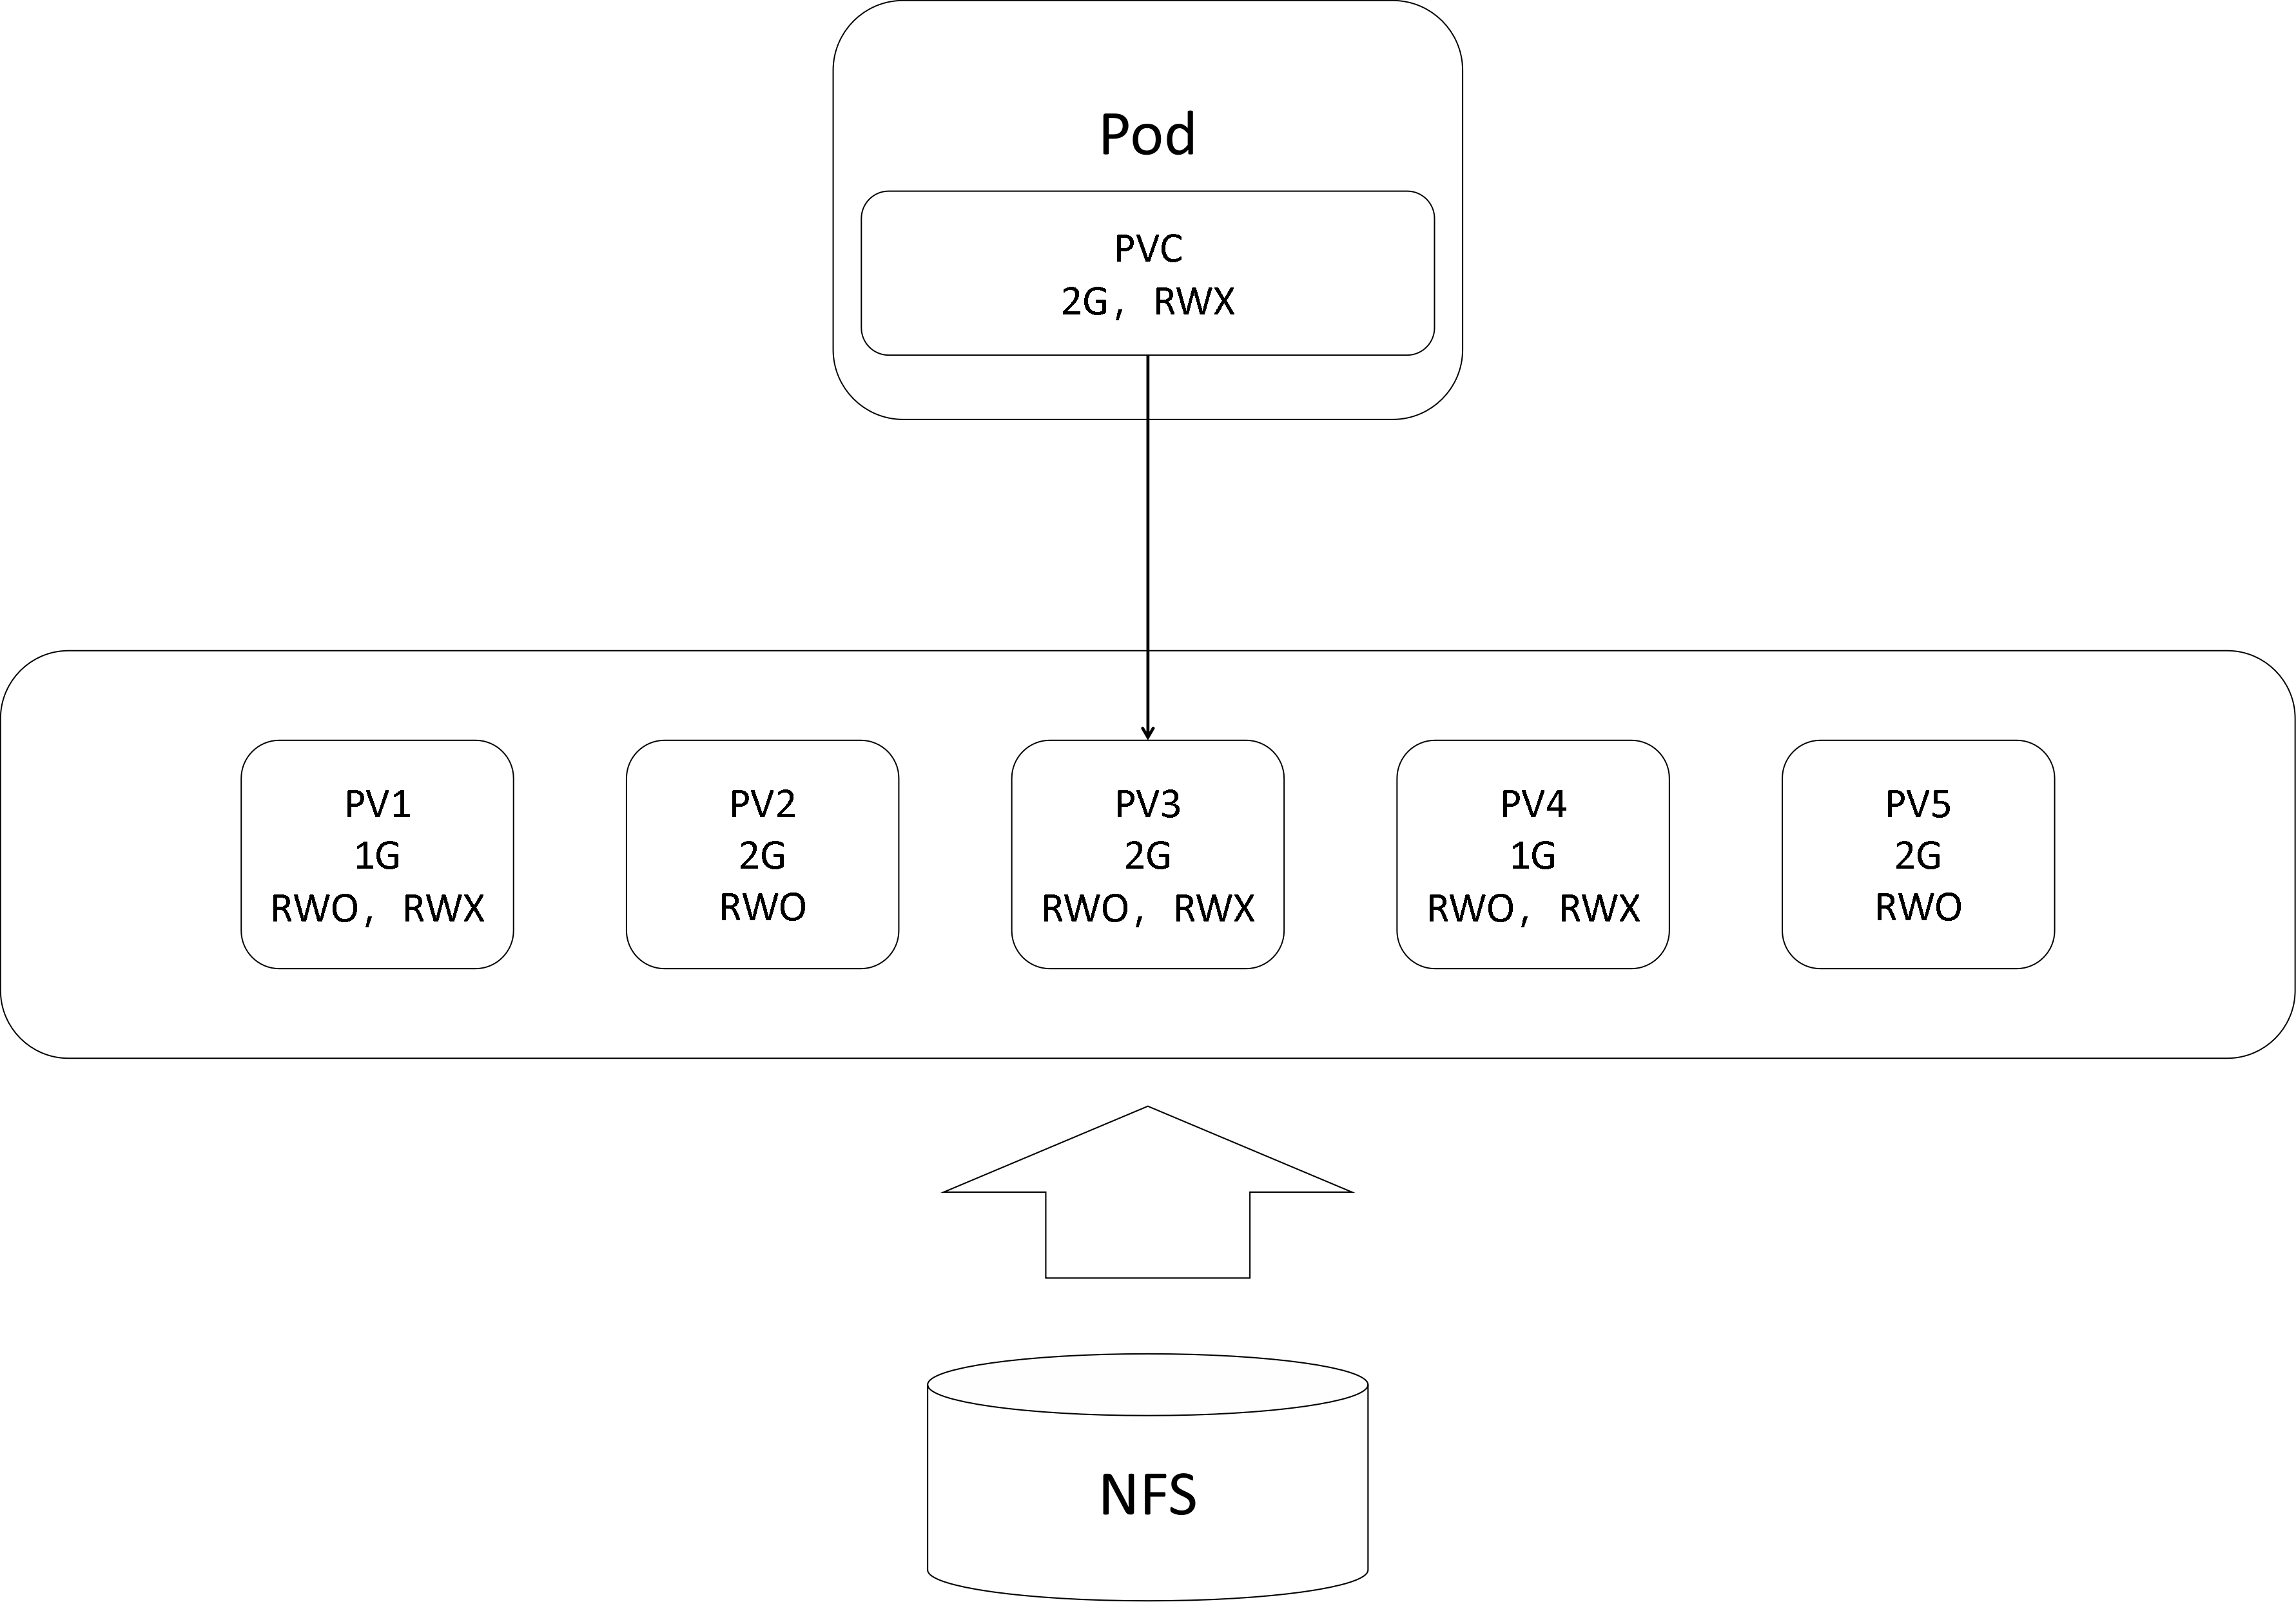 Pod
PVC
2G，RWX
PV1
1G
RWO，RWX
PV2
2G
RWO
PV3
2G
RWO，RWX
PV4
1G
RWO，RWX
PV5
2G
RWO
NFS